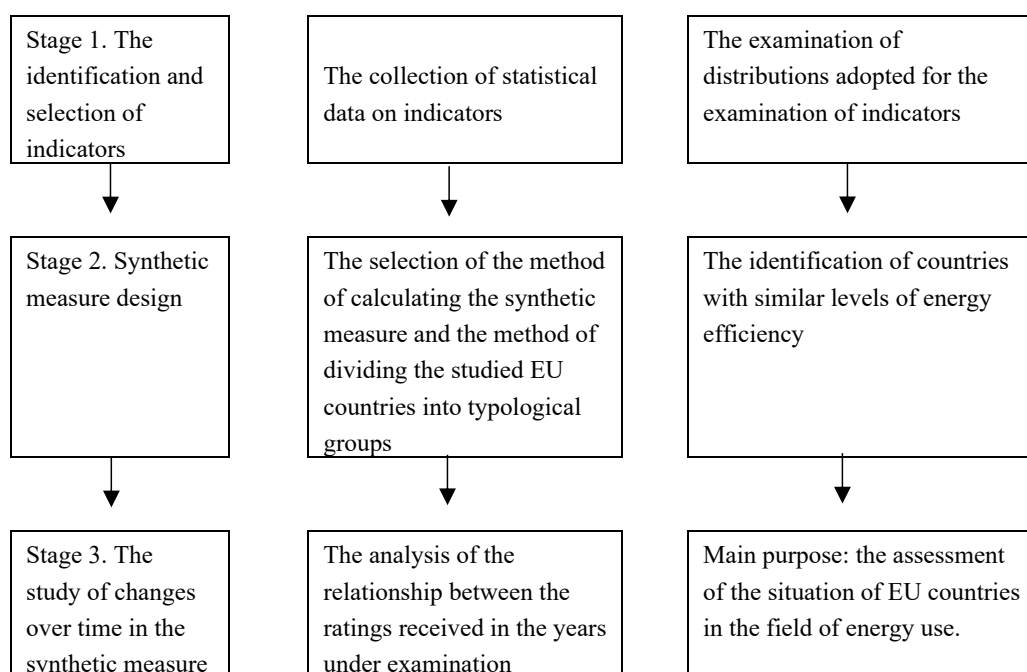 Stage 1. The
identification and
selection of
indicators
The collection of statistical
data on indicators
The examination of
distributions adopted for the
examination of indicators
Stage 2. Synthetic
measure design
The selection of the method
of calculating the synthetic
measure and the method of
dividing the studied EU
countries into typological
groups
The identification of countries
with similar levels of energy
efficiency
Stage 3. The
study of changes
over time in the
synthetic measure
The analysis of the
relationship between the
ratings received in the years
under examination
Main purpose: the assessment
of the situation of EU countries
in the field of energy use.